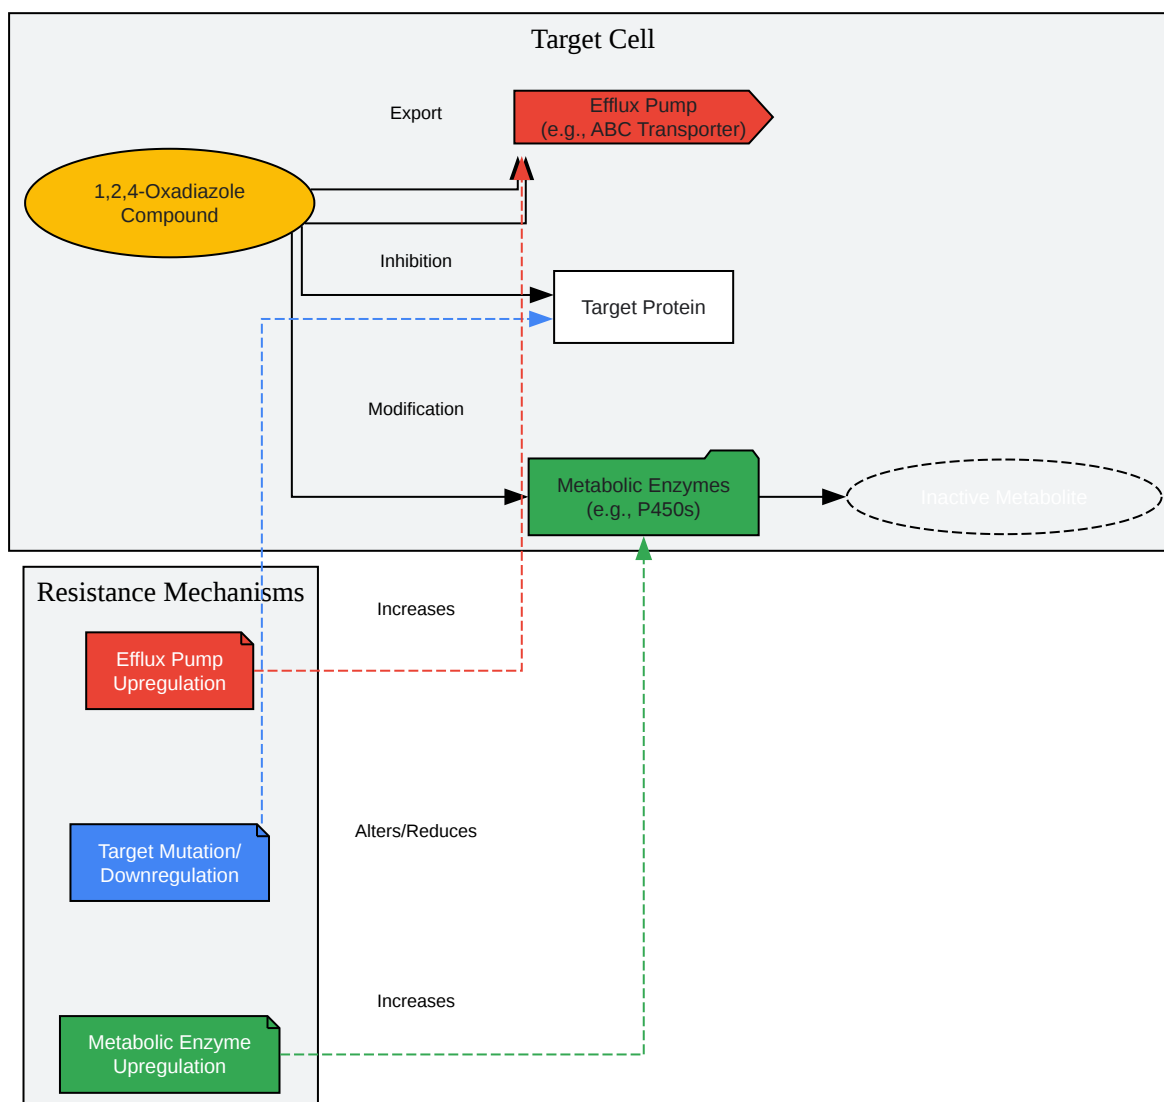 Target Cell
Export
Efflux Pump
(e.g., ABC Transporter)
1,2,4-Oxadiazole
Compound
Inhibition
Target Protein
Modification
Metabolic Enzymes
(e.g., P450s)
Inactive Metabolite
Resistance Mechanisms
Increases
Efflux Pump
Upregulation
Alters/Reduces
Target Mutation/
Downregulation
Increases
Metabolic Enzyme
Upregulation